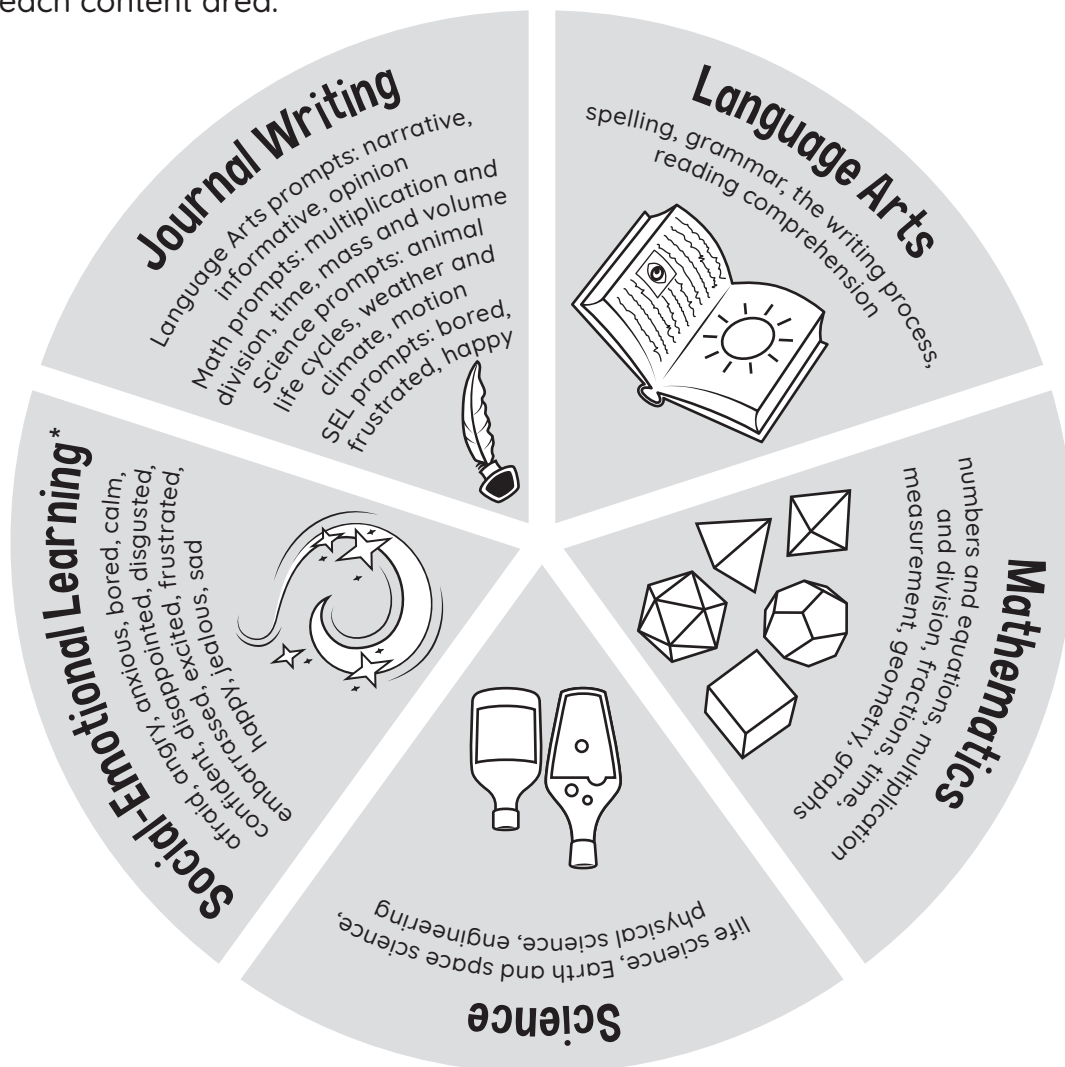 each content area.
Journal Writing
Language Arts prompts: narrative,
informative, opinion
Math prompts: multiplication and
division, time, mass and volume
Science prompts: animal
life cycles, weather and
climate, motion
SEL prompts: bored,
frustrated, happy
Language Arts
spelling, grammar, the writing process,
reading comprehension
Mathematics
numbers and equations, multiplication
and division, fractions, time,
measurement, geometry, graphs
Science
life science, Earth and space science,
physical science, engineering
Social-Emotional Learning*
afraid, angry, anxious, bored, calm,
confident, disappointed, disgusted,
embarrassed, excited, frustrated,
happy, jealous, sad